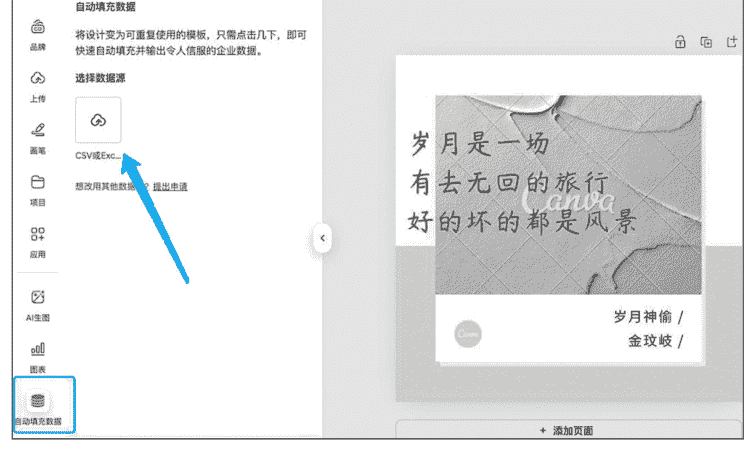 自动填充数据
将设计变为可重复使用的模板，只需点击几下，即可
快速自动填充并输出令人信服的企业数据。
选择数据源
CSV或Exc...
想改用其他数据 ？提出申请
品牌
上传
画笔
项目
应用
AI生图
图表
自动填充数据
岁月是一场
有去无回的旅行
好的坏的都是风景
Canva
岁月神偷 /
金玟岐 /
Canva
+ 添加页面